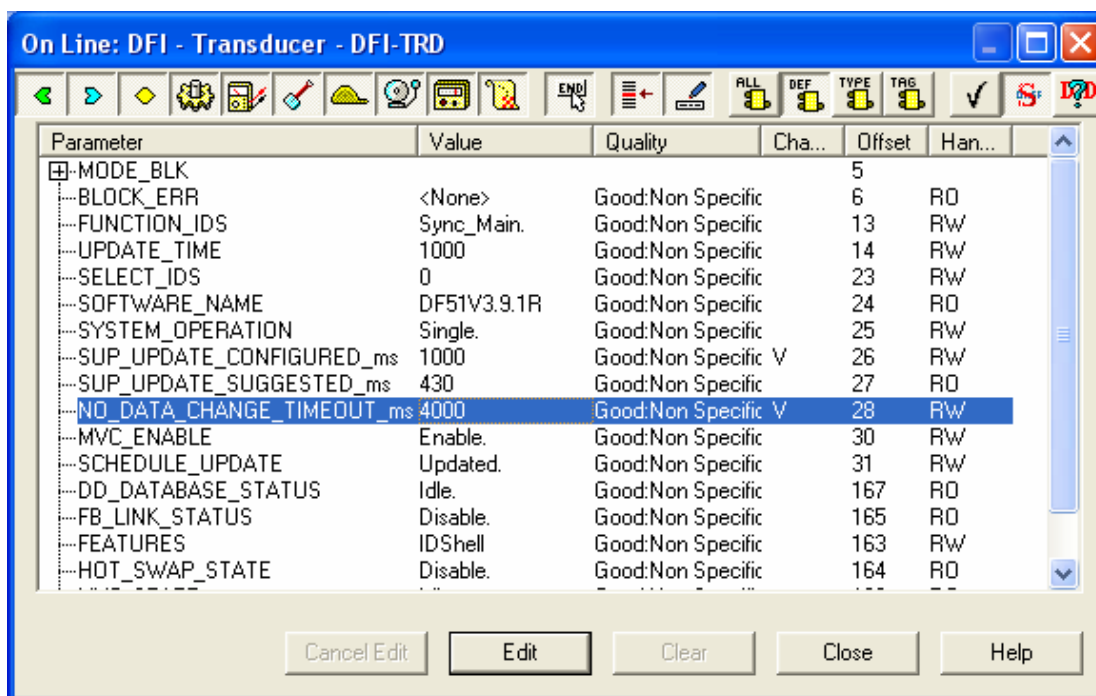 On Line: DFI - Transducer - DFI-TRD
END ALL DEF TYPE TAG
Parameter Value Quality Cha... Offset Han...
MODE_BLK 5
BLOCK_ERR <None> Good:Non Specific 6 RO
FUNCTION_IDS Sync_Main. Good:Non Specific 13 RW
UPDATE_TIME 1000 Good:Non Specific 14 RW
SELECT_IDS 0 Good:Non Specific 23 RW
SOFTWARE_NAME DF51V3.9.1R Good:Non Specific 24 RO
SYSTEM_OPERATION Single. Good:Non Specific 25 RW
SUP_UPDATE_CONFIGURED_ms 1000 Good:Non Specific V 26 RW
SUP_UPDATE_SUGGESTED_ms 430 Good:Non Specific 27 RO
NO_DATA_CHANGE_TIMEOUT_ms 4000 Good:Non Specific V 28 RW
MVC_ENABLE Enable. Good:Non Specific 30 RW
SCHEDULE_UPDATE Updated. Good:Non Specific 31 RW
DD_DATABASE_STATUS Idle. Good:Non Specific 167 RO
FB_LINK_STATUS Disable. Good:Non Specific 165 RO
FEATURES IDShell Good:Non Specific 163 RW
HOT_SWAP_STATE Disable. Good:Non Specific 164 RO
Cancel Edit Edit Clear Close Help